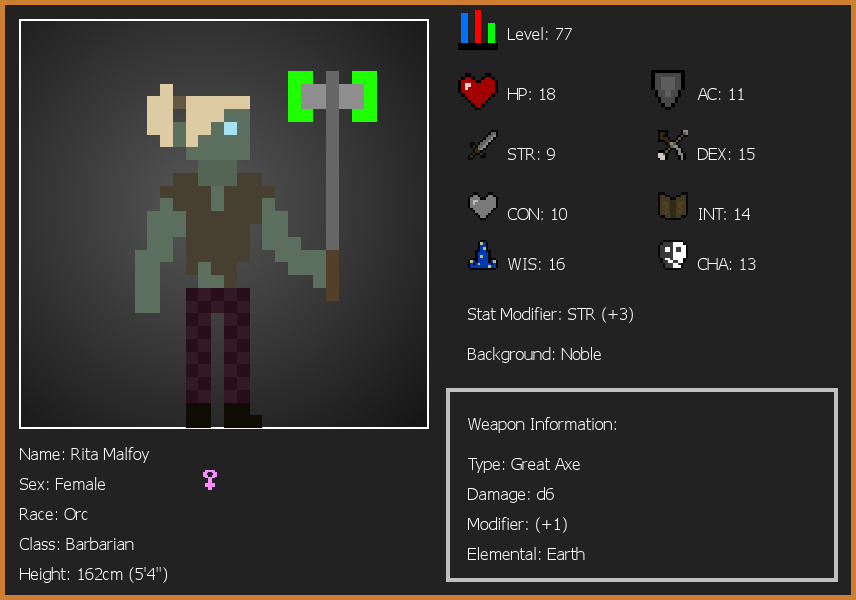 Level: 77
HP: 18
AC: 11
STR: 9
DEX: 15
CON: 10
INT: 14
WIS: 16
CHA: 13
Stat Modifier: STR (+3)
Background: Noble
Weapon Information:
Type: Great Axe
Damage: d6
Modifier: (+1)
Elemental: Earth
Name: Rita Malfoy
Sex: Female
Race: Orc
Class: Barbarian
Height: 162cm (5'4")